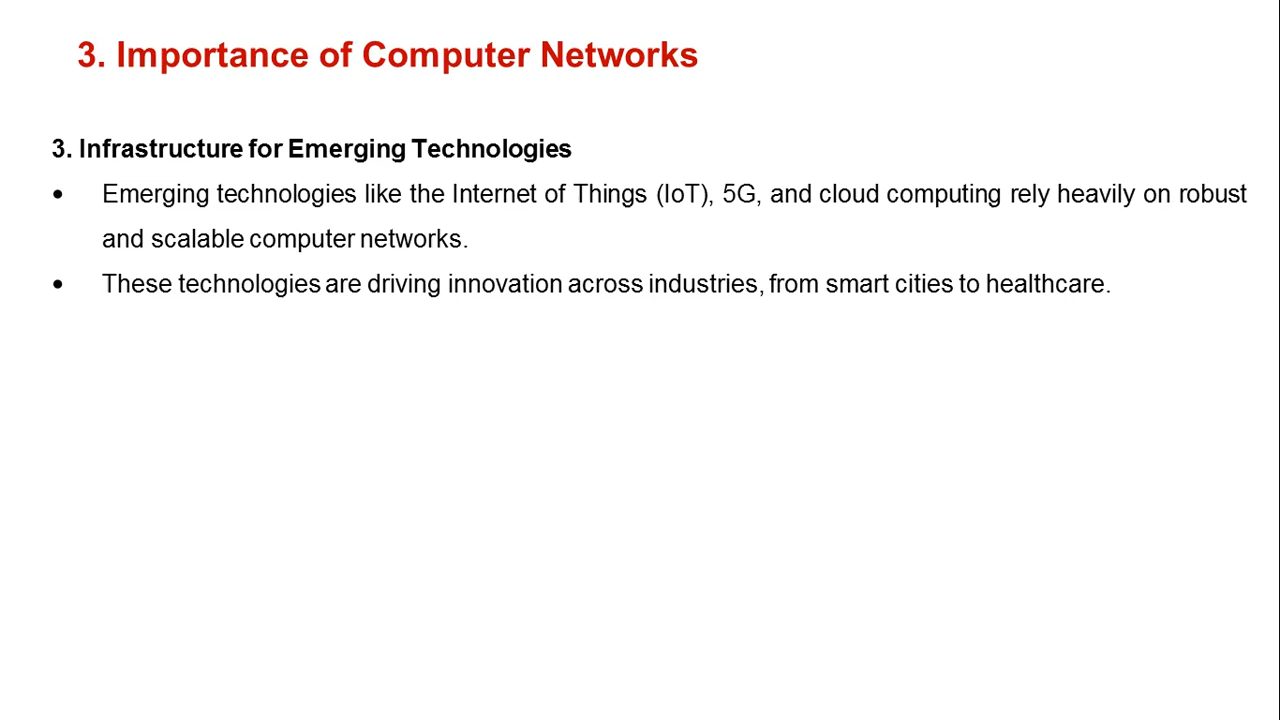 3. Importance of Computer Networks
3. Infrastructure for Emerging Technologies
• Emerging technologies like the Internet of Things (IoT), 5G, and cloud computing rely heavily on robust
and scalable computer networks.
• These technologies are driving innovation across industries, from smart cities to healthcare.